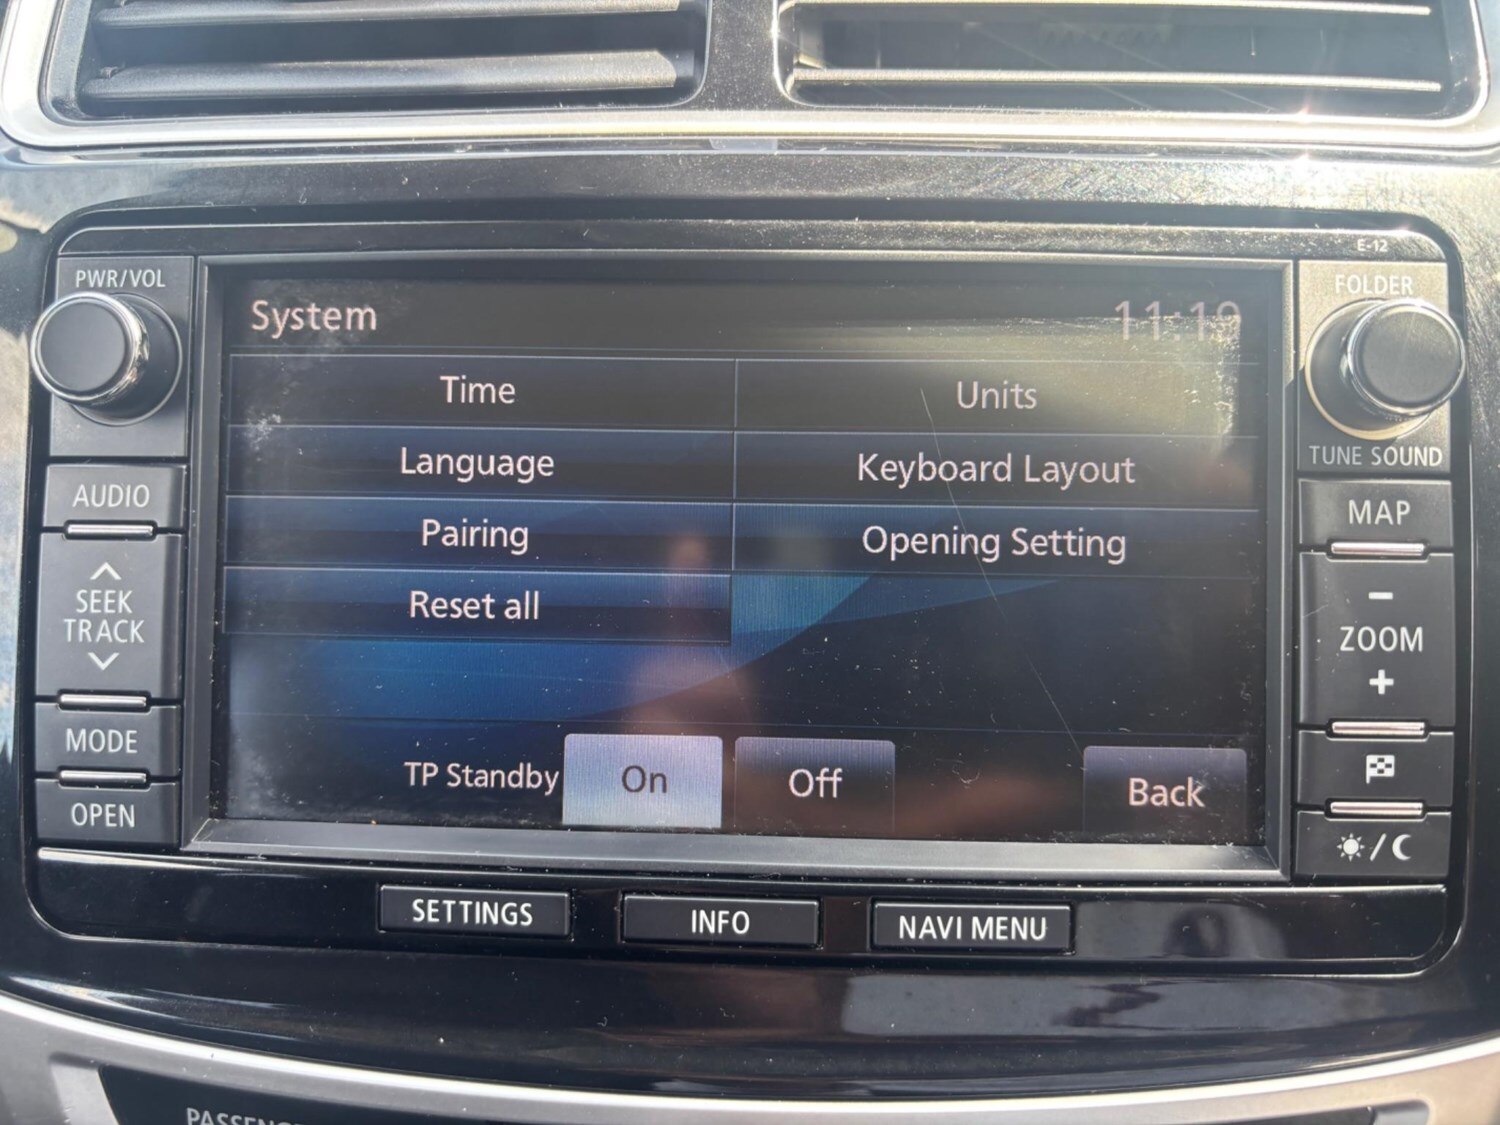 E-12
PWR/VOL
FOLDER
System 11:19
Time Units
TUNE SOUND
Language Keyboard Layout
AUDIO
MAP
Pairing Opening Setting
SEEK
TRACK
Reset all
ZOOM
MODE
TP Standby On Off Back
OPEN
SETTINGS INFO NAVI MENU